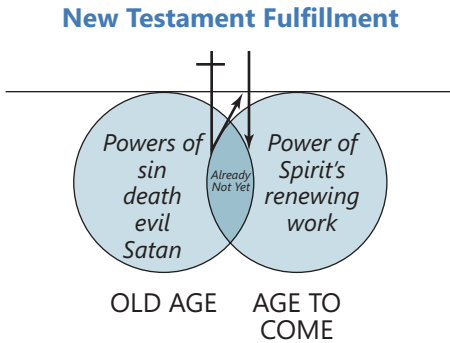 New Testament Fulfillment
Powers of
sin
death
evil
Satan
Already
Not Yet
Power of
Spirit's
renewing
work
OLD AGE
AGE TO
COME